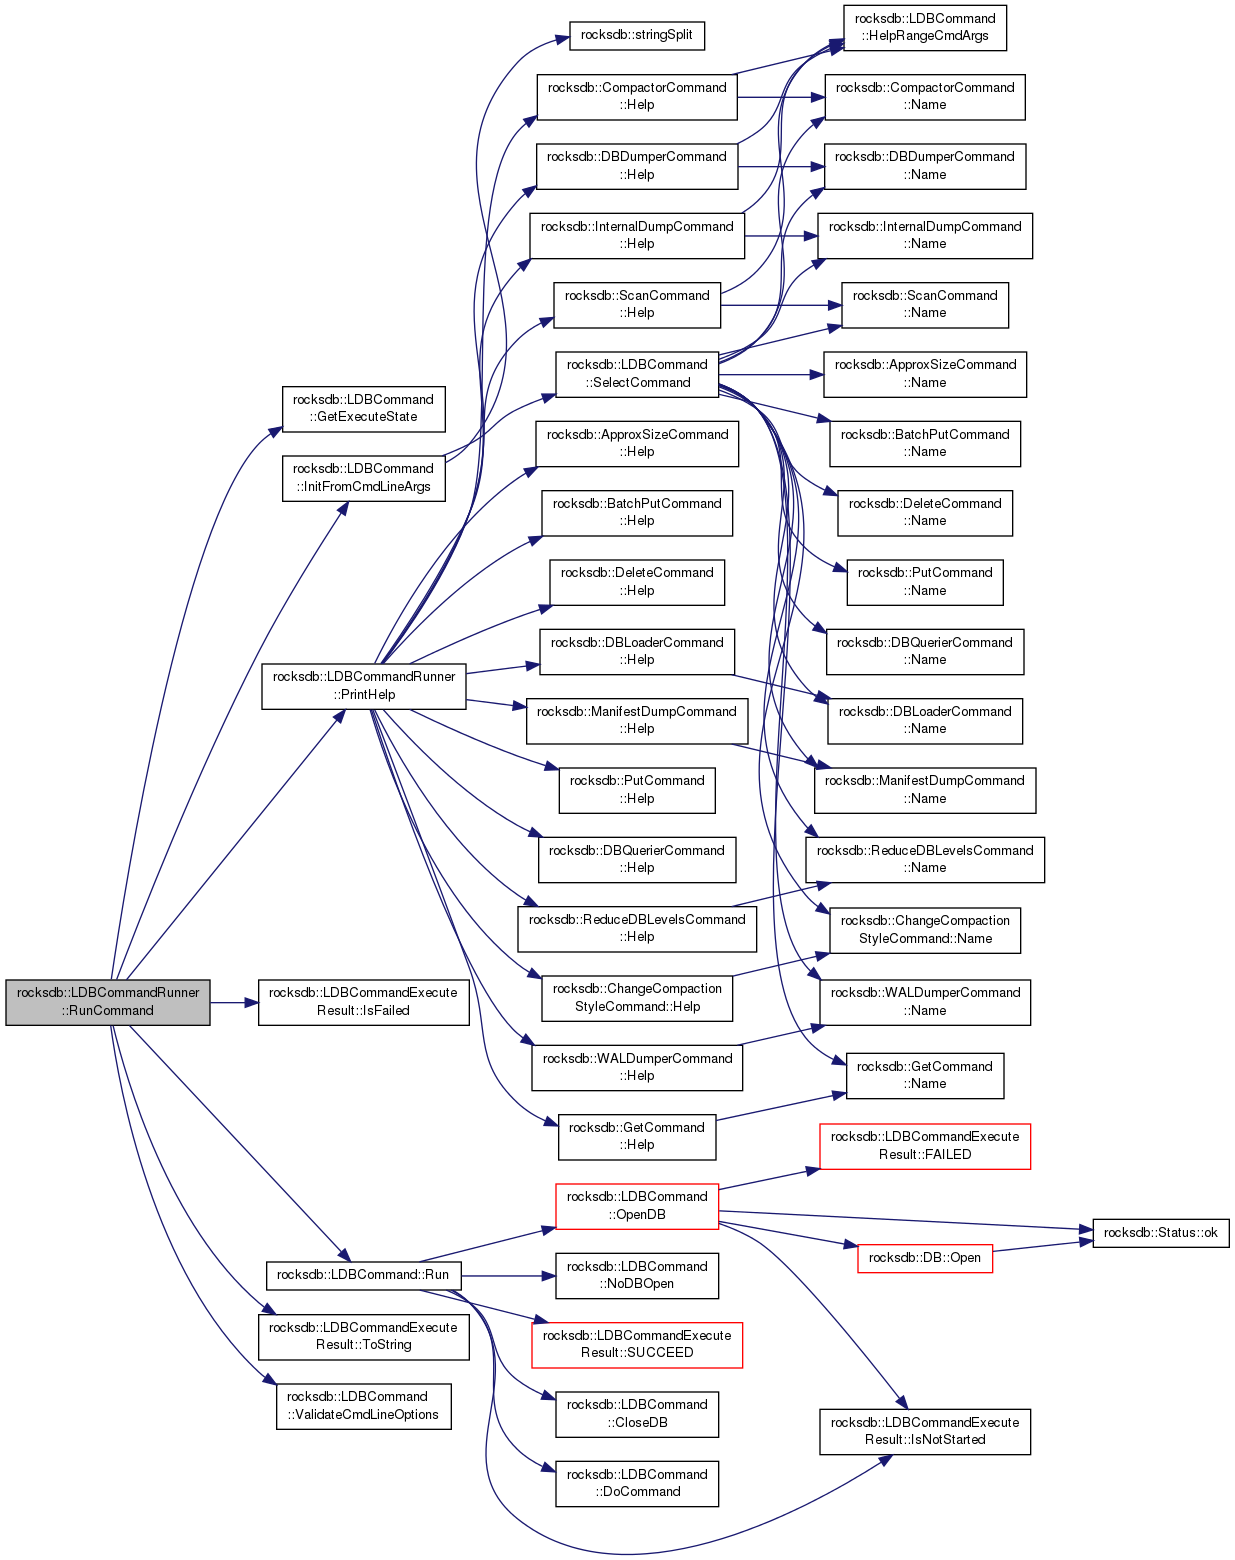 rocksdb::LDBCommandRunner
::RunCommand
rocksdb::LDBCommand
::GetExecuteState
rocksdb::LDBCommand
::InitFromCmdLineArgs
rocksdb::LDBCommandRunner
::PrintHelp
rocksdb::LDBCommandExecute
Result::IsFailed
rocksdb::LDBCommand::Run
rocksdb::LDBCommandExecute
Result::ToString
rocksdb::LDBCommand
::ValidateCmdLineOptions
rocksdb::stringSplit
rocksdb::CompactorCommand
::Help
rocksdb::DBDumperCommand
::Help
rocksdb::InternalDumpCommand
::Help
rocksdb::ScanCommand
::Help
rocksdb::LDBCommand
::SelectCommand
rocksdb::ApproxSizeCommand
::Help
rocksdb::BatchPutCommand
::Help
rocksdb::DeleteCommand
::Help
rocksdb::DBLoaderCommand
::Help
rocksdb::ManifestDumpCommand
::Help
rocksdb::PutCommand
::Help
rocksdb::DBQuerierCommand
::Help
rocksdb::ReduceDBLevelsCommand
::Help
rocksdb::ChangeCompaction
StyleCommand::Help
rocksdb::WALDumperCommand
::Help
rocksdb::GetCommand
::Help
rocksdb::LDBCommand
::OpenDB
rocksdb::LDBCommand
::NoDBOpen
rocksdb::LDBCommandExecute
Result::SUCCEED
rocksdb::LDBCommand
::CloseDB
rocksdb::LDBCommand
::DoCommand
rocksdb::LDBCommand
::HelpRangeCmdArgs
rocksdb::CompactorCommand
::Name
rocksdb::DBDumperCommand
::Name
rocksdb::InternalDumpCommand
::Name
rocksdb::ScanCommand
::Name
rocksdb::ApproxSizeCommand
::Name
rocksdb::BatchPutCommand
::Name
rocksdb::DeleteCommand
::Name
rocksdb::PutCommand
::Name
rocksdb::DBQuerierCommand
::Name
rocksdb::DBLoaderCommand
::Name
rocksdb::ManifestDumpCommand
::Name
rocksdb::ReduceDBLevelsCommand
::Name
rocksdb::ChangeCompaction
StyleCommand::Name
rocksdb::WALDumperCommand
::Name
rocksdb::GetCommand
::Name
rocksdb::LDBCommandExecute
Result::FAILED
rocksdb::DB::Open
rocksdb::LDBCommandExecute
Result::IsNotStarted
rocksdb::Status::ok